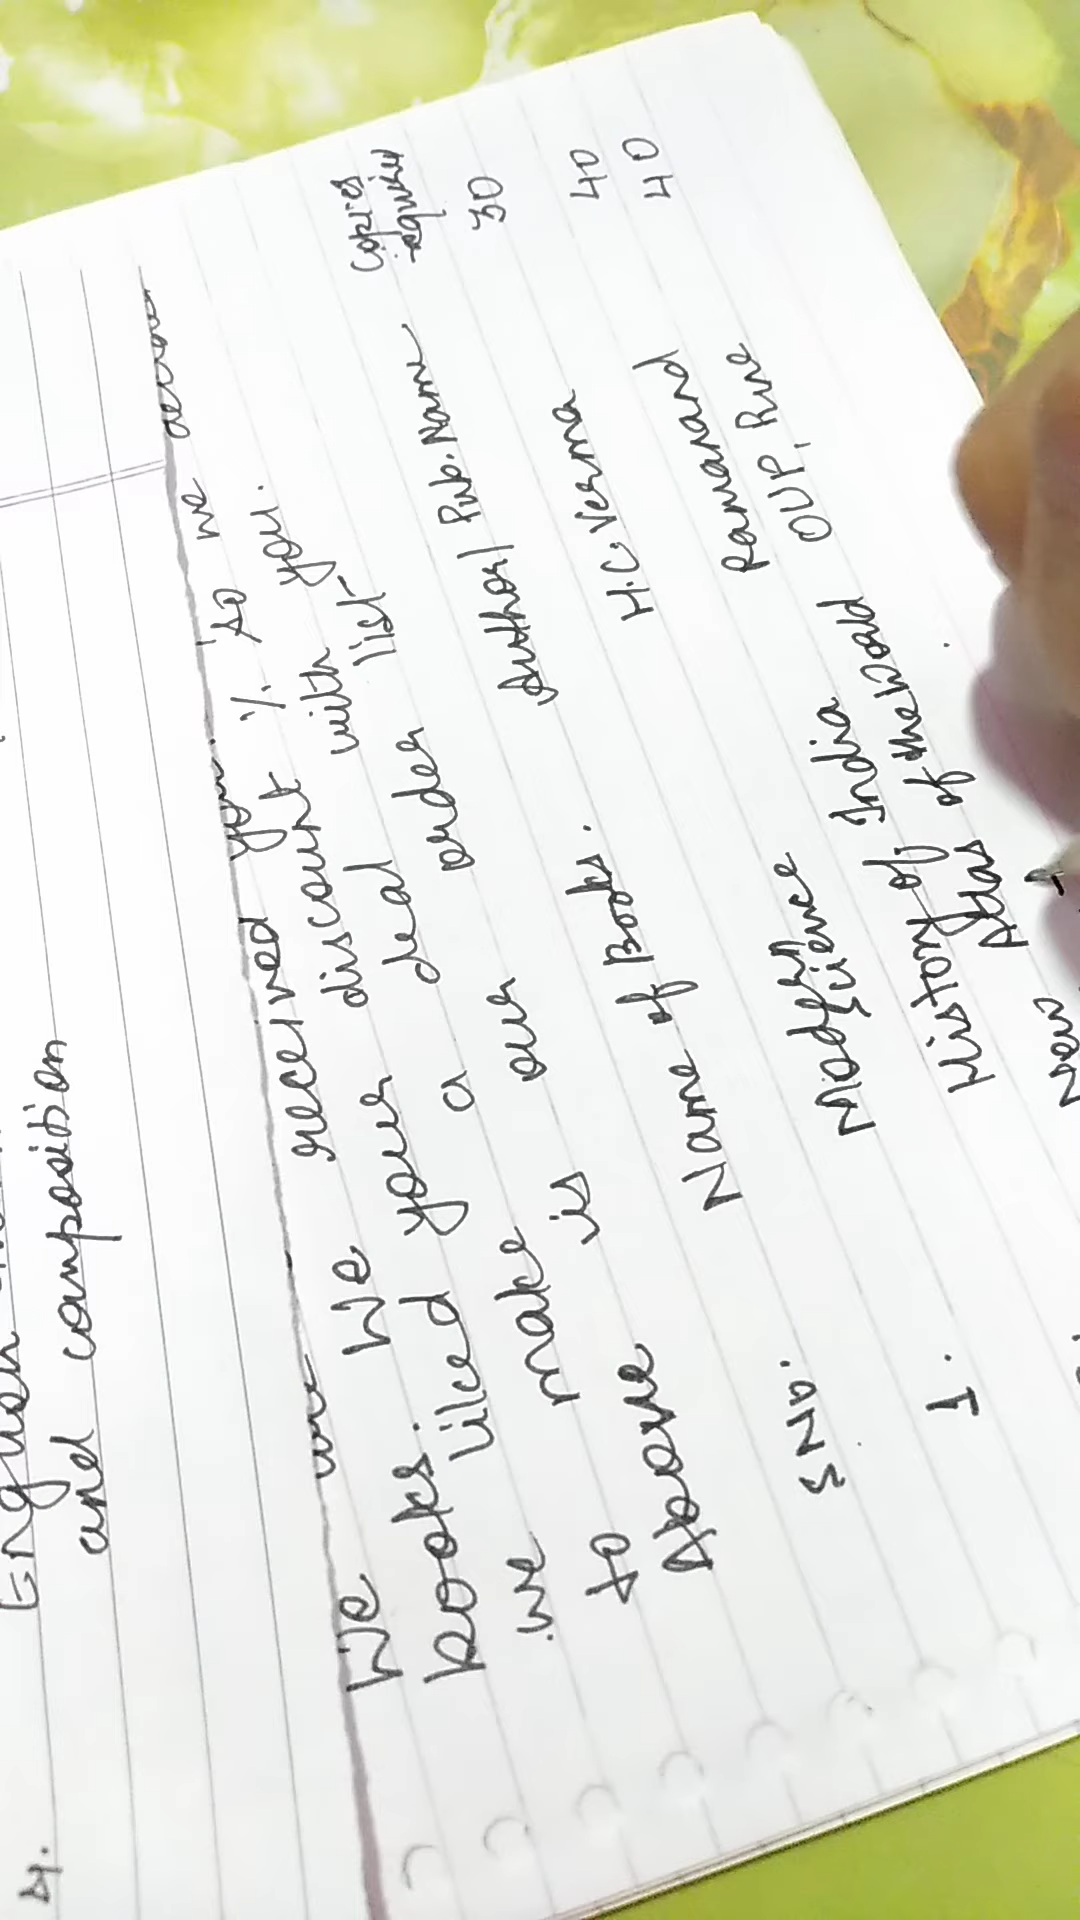 4. English
and composition
We received your
books. We liked your discount % so we
we to make a deal with you.
Above is our order list
S No. Name of Books. Author/Pub. Name Copies required
1. Modern Science H.C. Verma 30
History of India Ramanand 40
Atlas of the World OUP, Pune 40
New